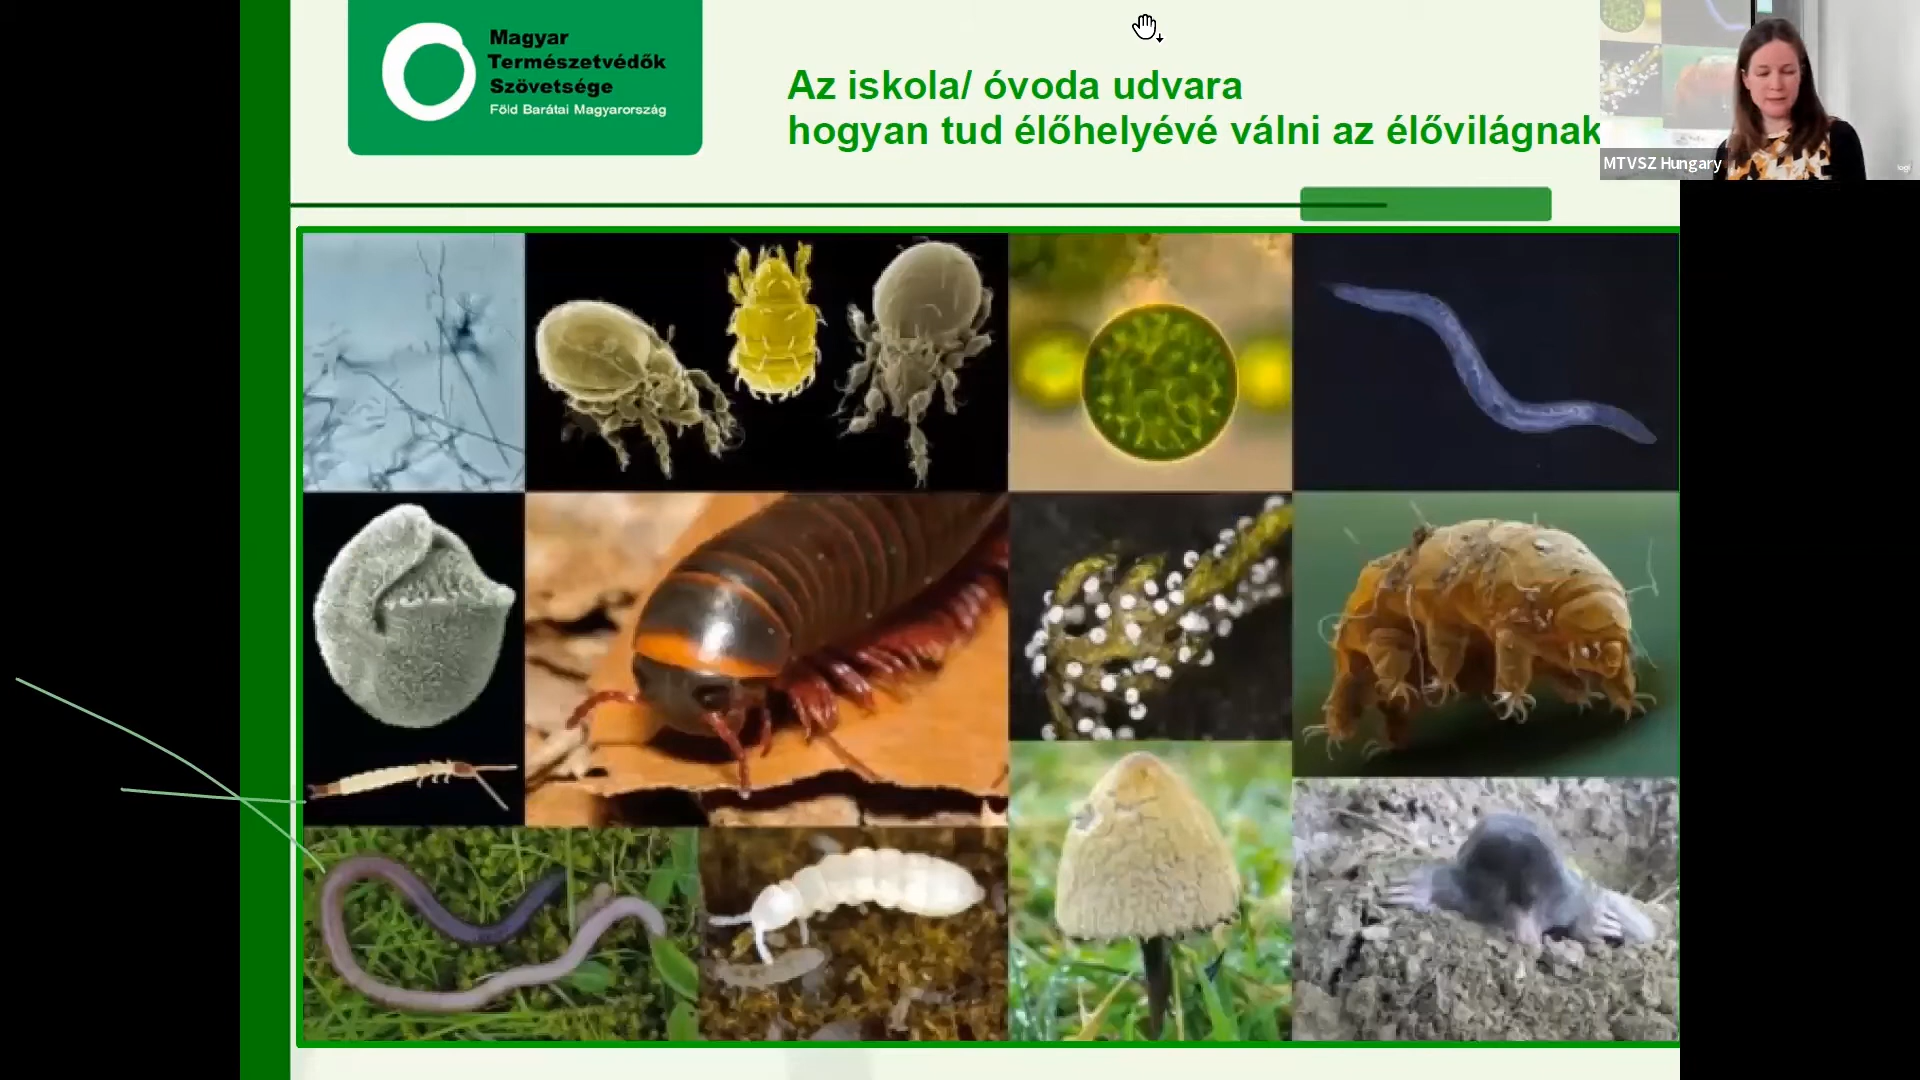 Magyar
Természetvédők
Szövetsége
Föld Barátai Magyarország
Az iskola/ óvoda udvara
hogyan tud élőhelyévé válni az élővilágnak
MTVSZ Hungary